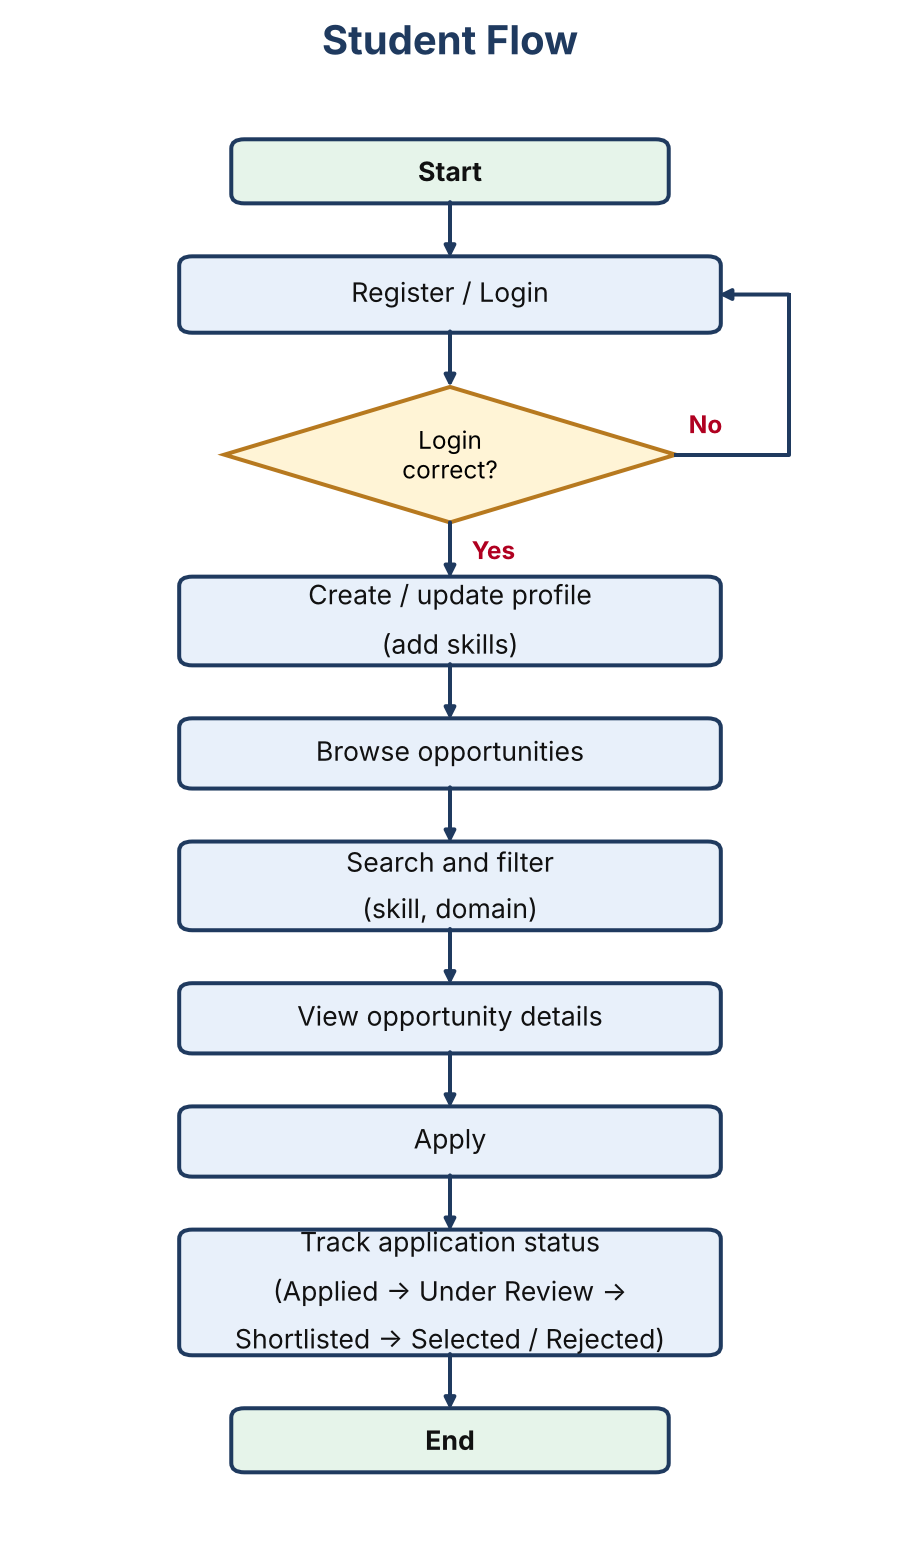 Student Flow
Start
Register / Login
Login
correct?
No
Yes
Create / update profile
(add skills)
Browse opportunities
Search and filter
(skill, domain)
View opportunity details
Apply
Track application status
(Applied → Under Review →
Shortlisted → Selected / Rejected)
End